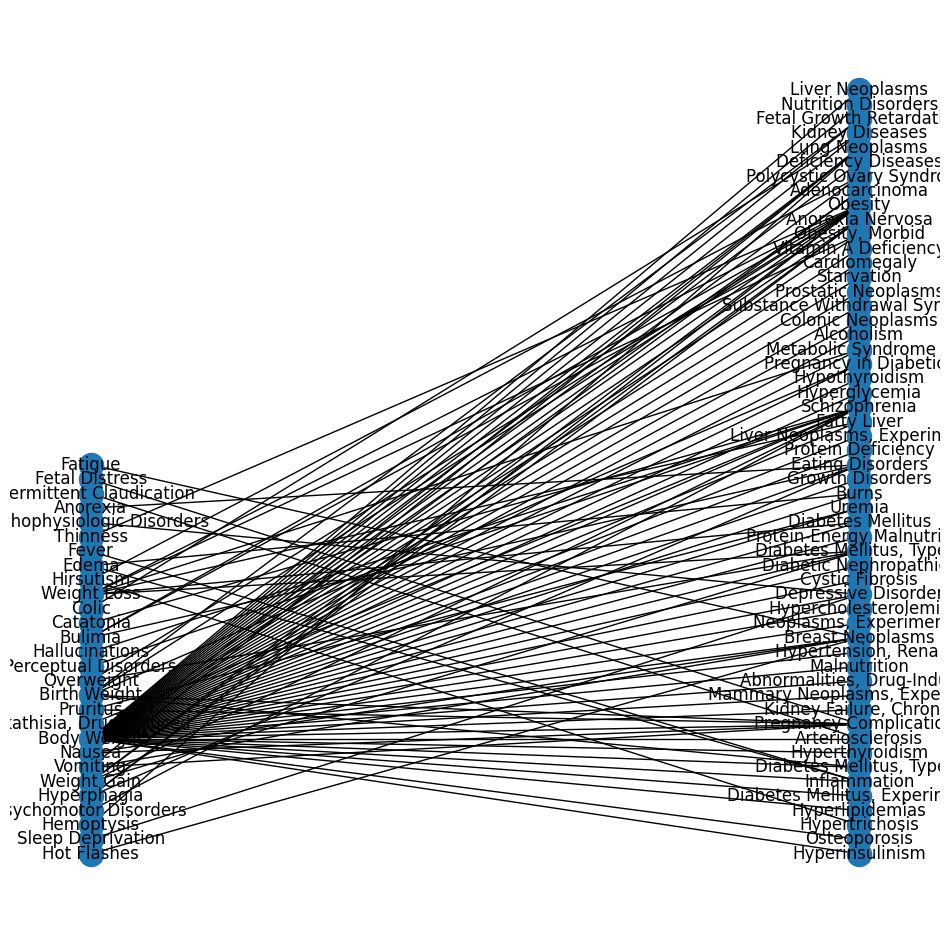 Fatigue
Fetal Distress
ermittent Claudication
Anorexia
hophysiologic Disorders
Thinness
Fever
Edema
Hirsutism
Weight Loss
Colic
Catatonia
Bulimia
Hallucinations
Perceptual Disorders
Overweight
Birth Weight
Pruritus
kathisia, Drug-Induced
Body Weight
Nausea
Vomiting
Weight Gain
Hyperphagia
sychomotor Disorders
Hemoptysis
Sleep Deprivation
Hot Flashes
Liver Neoplasms
Nutrition Disorders
Fetal Growth Retardati
Kidney Diseases
Lung Neoplasms
Deficiency Diseases
Polycystic Ovary Syndro
Adenocarcinoma
Obesity
Anorexia Nervosa
Obesity, Morbid
Vitamin A Deficiency
Cardiomegaly
Starvation
Prostatic Neoplasms
Substance Withdrawal Syn
Colonic Neoplasms
Alcoholism
Metabolic Syndrome
Pregnancy in Diabetic
Hypothyroidism
Hyperglycemia
Schizophrenia
Fatty Liver
Liver Neoplasms, Experim
Protein Deficiency
Eating Disorders
Growth Disorders
Burns
Uremia
Diabetes Mellitus
Protein-Energy Malnutri
Diabetes Mellitus, Type
Diabetic Nephropathie
Cystic Fibrosis
Depressive Disorder
Hypercholesterolemi
Neoplasms, Experimen
Breast Neoplasms
Hypertension, Rena
Malnutrition
Abnormalities, Drug-Indu
Mammary Neoplasms, Expe
Kidney Failure, Chron
Pregnancy Complicatio
Arteriosclerosis
Hyperthyroidism
Diabetes Mellitus, Type
Inflammation
Diabetes Mellitus, Experin
Hyperlipidemias
Hypertrichosis
Osteoporosis
Hyperinsulinism